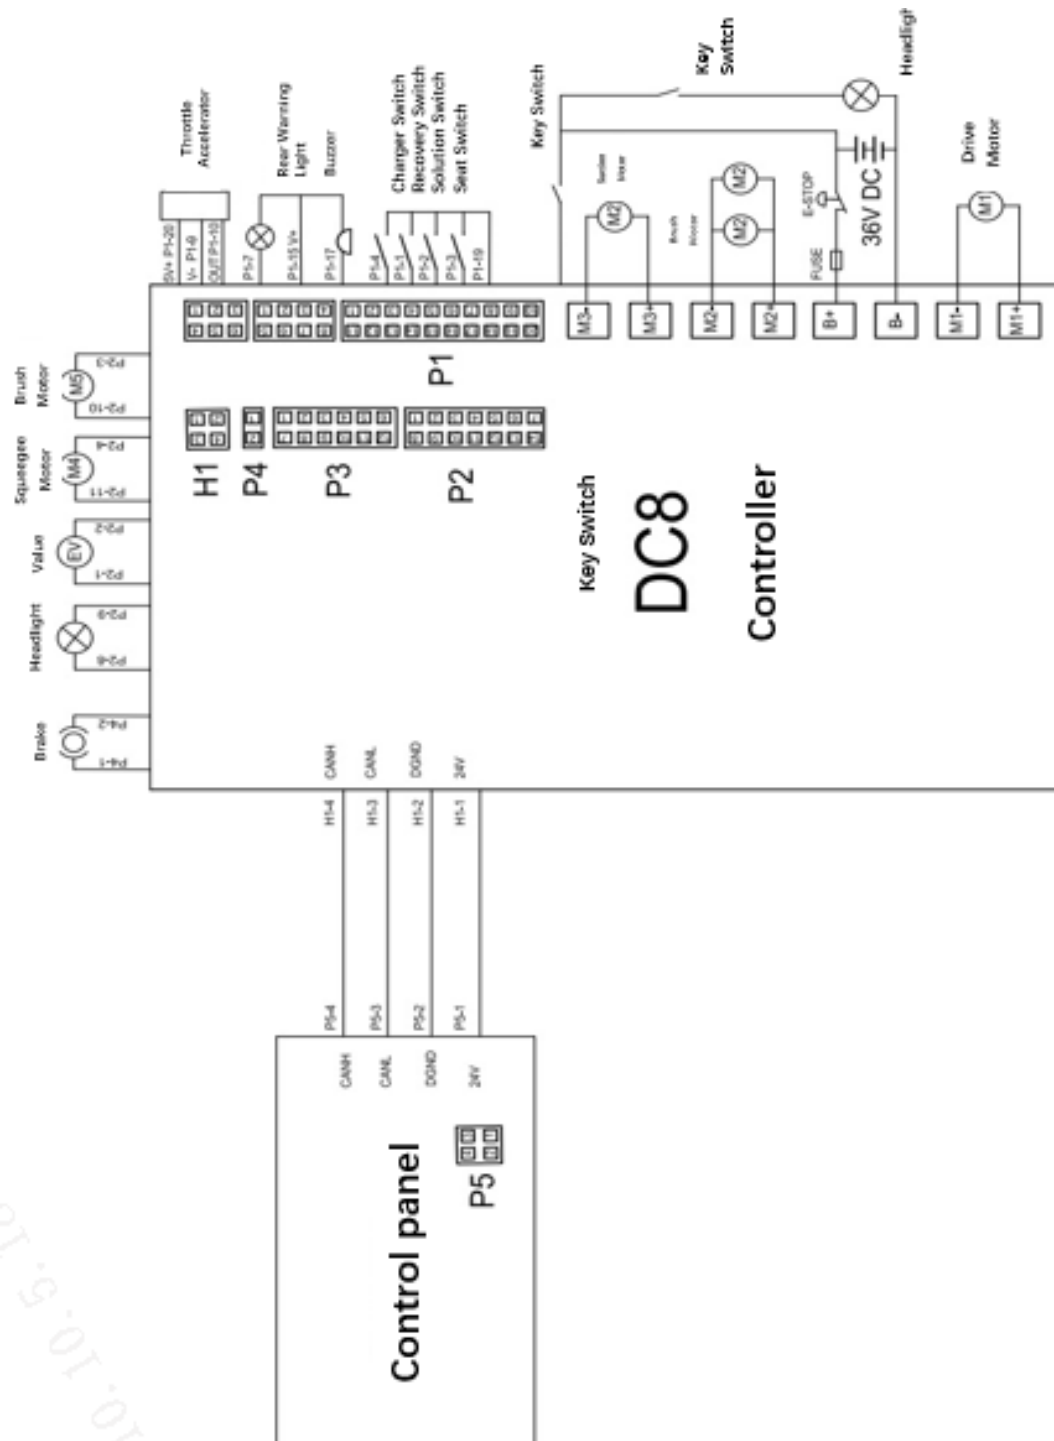 Throttle
Accelerator
5V+ P1-20
V- P1-9
OUT P1-10
Rear Warning
Light
Buzzer
P1-7
P1-15 V+
P1-17
Charger Switch
Recovery Switch
Solution Switch
Seat Switch
P1-4
P1-1
P1-2
P1-3
P1-19
Key Switch
Key
Switch
Headligh
M2
Brush
Motor
M2
M2
E-STOP
FUSE
36V DC
Drive
Motor
M1
M3-
M3+
M2-
M2+
B+
B-
M1-
M1+
P1
H1
P4
P3
P2
Brush
Motor
M5
P2-3
P2-10
Squeegee
Motor
M4
P2-6
P2-11
Value
EV
P2-2
P2-1
Headlight
P2-9
P2-8
Brake
P4-2
P4-1
Key Switch
DC8
Controller
CANH
CANL
DGND
24V
H1-4
H1-3
H1-2
H1-1
P5-4
P5-3
P5-2
P5-1
CANH
CANL
DGND
24V
P5
Control panel